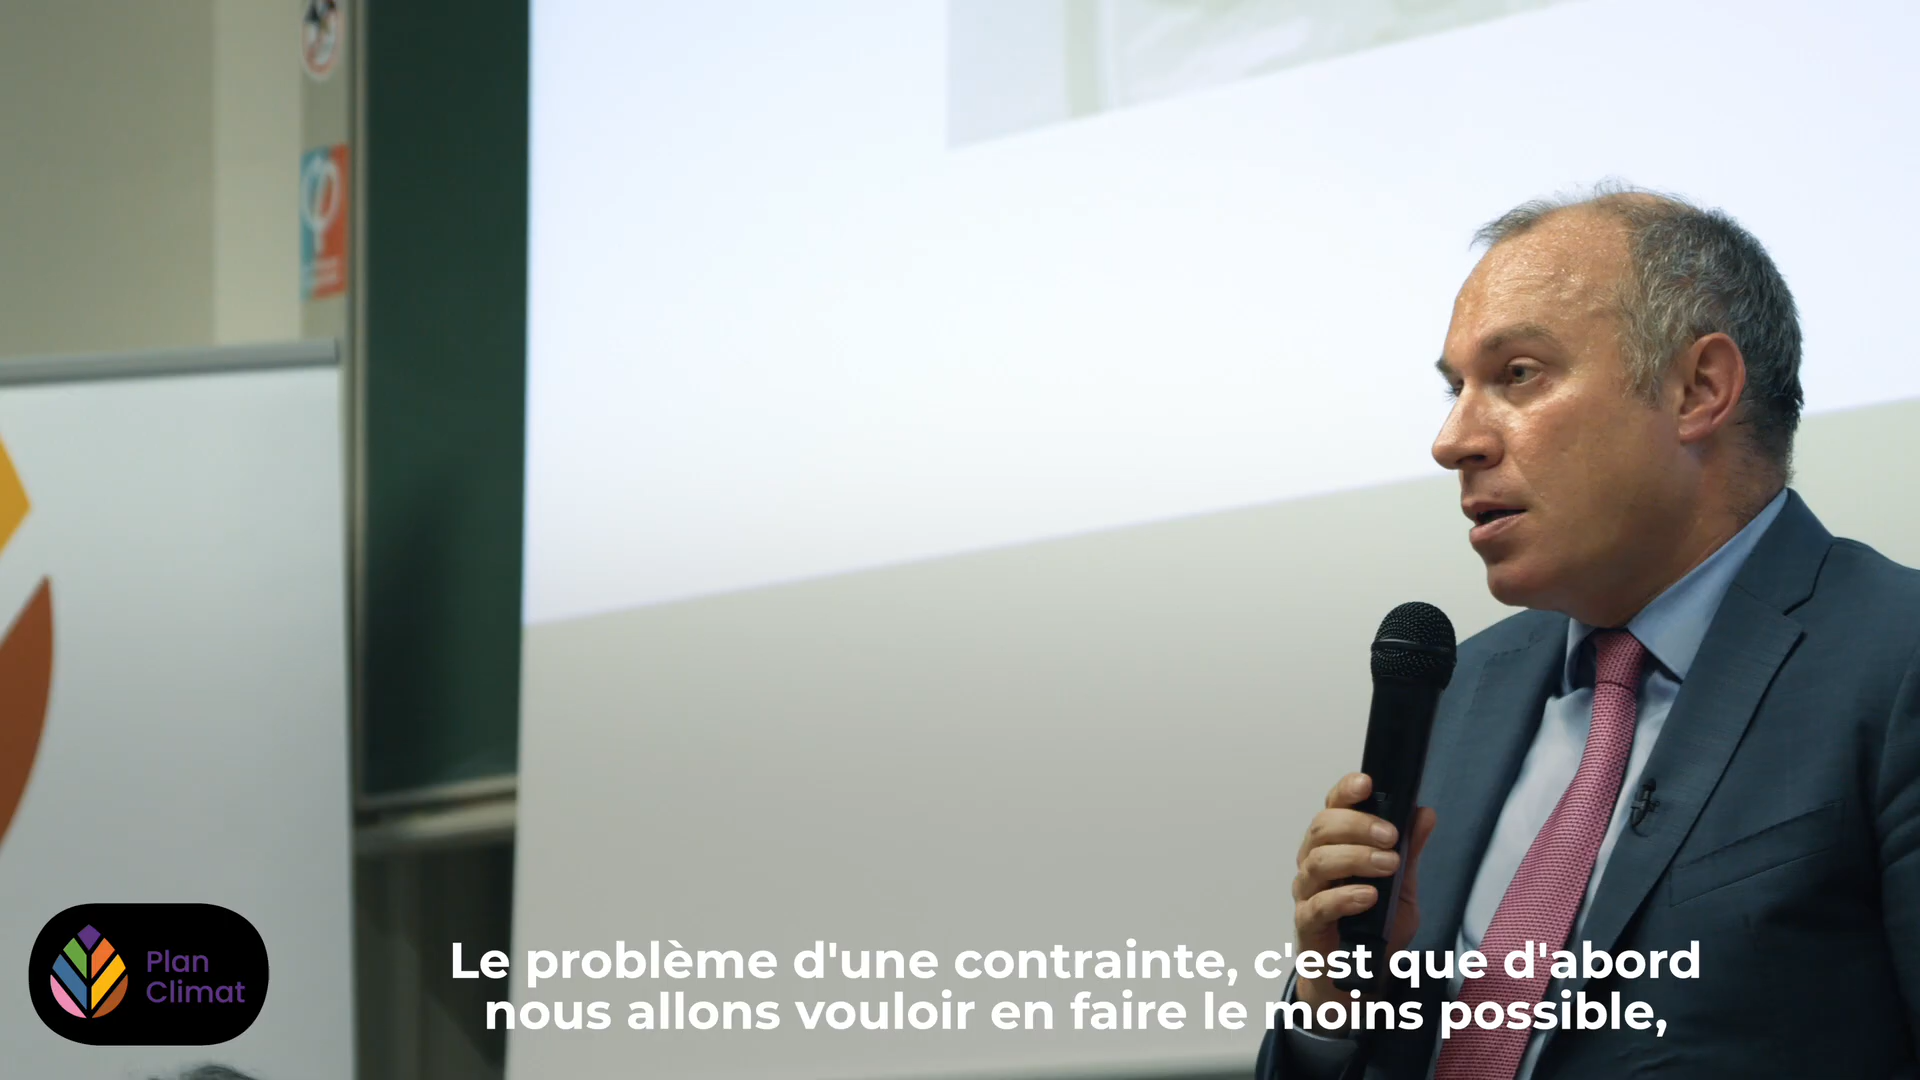 Plan
Climat
Le problème d'une contrainte, c'est que d'abord
nous allons vouloir en faire le moins possible,